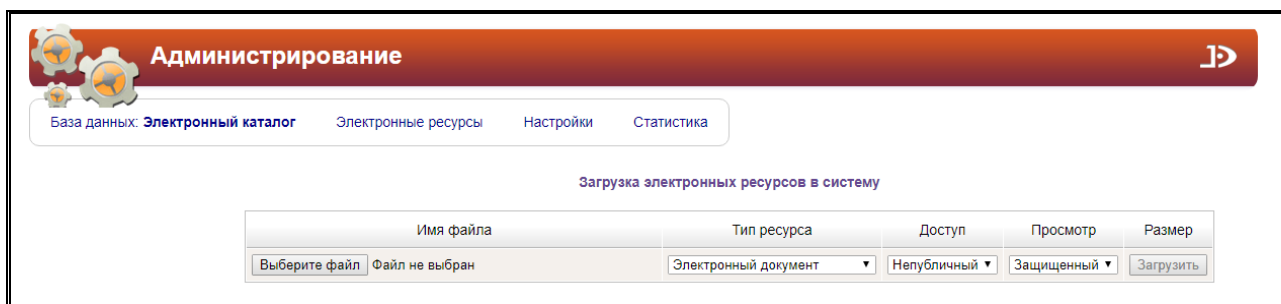 Администрирование
База данных: Электронный каталог Электронные ресурсы Настройки Статистика
Загрузка электронных ресурсов в систему
Имя файла Тип ресурса Доступ Просмотр Размер
Выберите файл Файл не выбран Электронный документ Непубличный Защищенный Загрузить